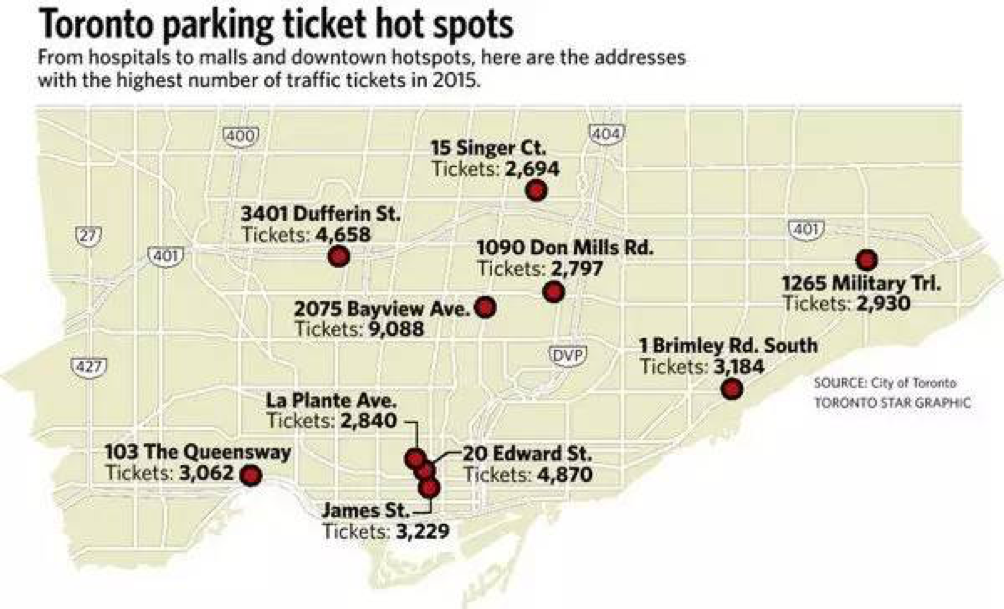 Toronto parking ticket hot spots
From hospitals to malls and downtown hotspots, here are the addresses
with the highest number of traffic tickets in 2015.
400
404
15 Singer Ct.
Tickets: 2,694
3401 Dufferin St.
Tickets: 4,658
27
401
401
1090 Don Mills Rd.
Tickets: 2,797
1265 Military Trl.
Tickets: 2,930
2075 Bayview Ave.
Tickets: 9,088
427
DVP
1 Brimley Rd. South
Tickets: 3,184
SOURCE: City of Toronto
TORONTO STAR GRAPHIC
La Plante Ave.
Tickets: 2,840
103 The Queensway
Tickets: 3,062
20 Edward St.
Tickets: 4,870
James St.
Tickets: 3,229